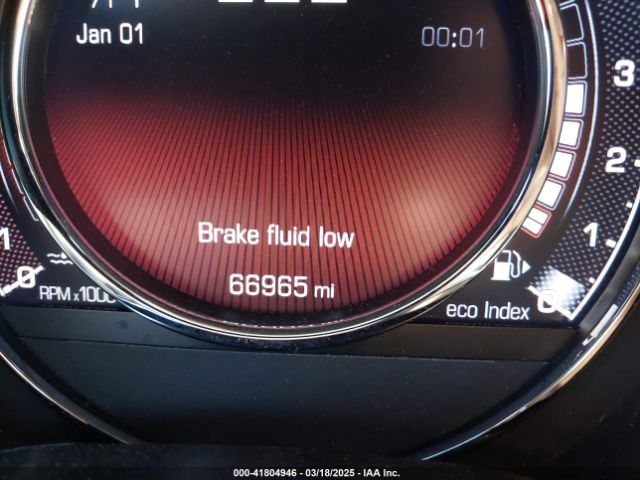 Jan 01 00:01
3
2
1
0
1
0
RPM x1000
Brake fluid low
66965 mi
eco Index
000-41804946 - 03/18/2025 - IAA Inc.